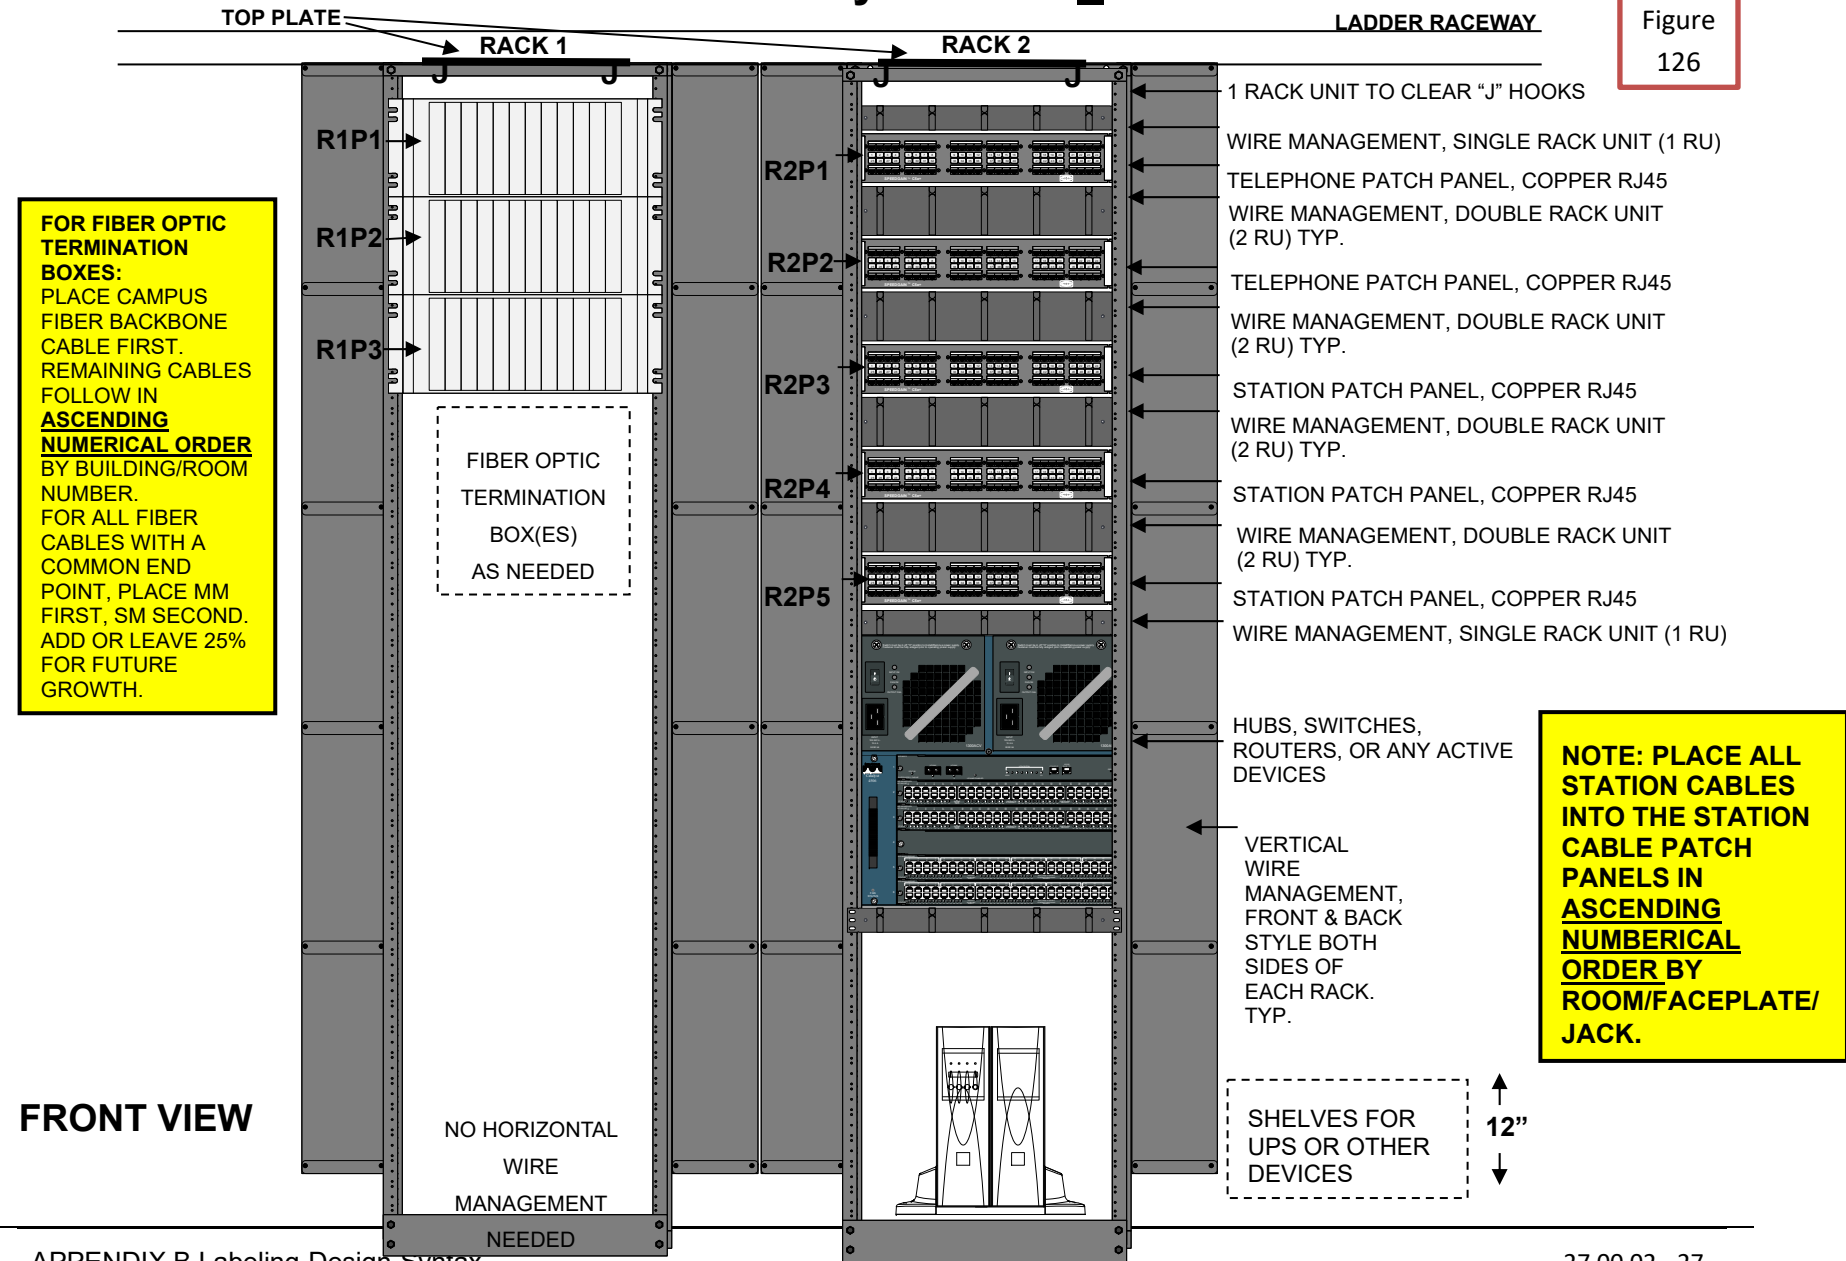 TOP PLATE
LADDER RACEWAY
Figure
126
RACK 1
RACK 2
R1P1
R1P2
R1P3
R2P1
R2P2
R2P3
R2P4
R2P5
FOR FIBER OPTIC
TERMINATION
BOXES:
PLACE CAMPUS
FIBER BACKBONE
CABLE FIRST.
REMAINING CABLES
FOLLOW IN
ASCENDING
NUMERICAL ORDER
BY BUILDING/ROOM
NUMBER.
FOR ALL FIBER
CABLES WITH A
COMMON END
POINT, PLACE MM
FIRST, SM SECOND.
ADD OR LEAVE 25%
FOR FUTURE
GROWTH.
FIBER OPTIC
TERMINATION
BOX(ES)
AS NEEDED
1 RACK UNIT TO CLEAR “J” HOOKS
WIRE MANAGEMENT, SINGLE RACK UNIT (1 RU)
TELEPHONE PATCH PANEL, COPPER RJ45
WIRE MANAGEMENT, DOUBLE RACK UNIT
(2 RU) TYP.
TELEPHONE PATCH PANEL, COPPER RJ45
WIRE MANAGEMENT, DOUBLE RACK UNIT
(2 RU) TYP.
STATION PATCH PANEL, COPPER RJ45
WIRE MANAGEMENT, DOUBLE RACK UNIT
(2 RU) TYP.
STATION PATCH PANEL, COPPER RJ45
WIRE MANAGEMENT, DOUBLE RACK UNIT
(2 RU) TYP.
STATION PATCH PANEL, COPPER RJ45
WIRE MANAGEMENT, SINGLE RACK UNIT (1 RU)
HUBS, SWITCHES,
ROUTERS, OR ANY ACTIVE
DEVICES
VERTICAL
WIRE
MANAGEMENT,
FRONT & BACK
STYLE BOTH
SIDES OF
EACH RACK.
TYP.
NOTE: PLACE ALL
STATION CABLES
INTO THE STATION
CABLE PATCH
PANELS IN
ASCENDING
NUMBERICAL
ORDER BY
ROOM/FACEPLATE/
JACK.
SHELVES FOR
UPS OR OTHER
DEVICES
12”
FRONT VIEW
NO HORIZONTAL
WIRE
MANAGEMENT
NEEDED
APPENDIX B Labeling Design Syntax